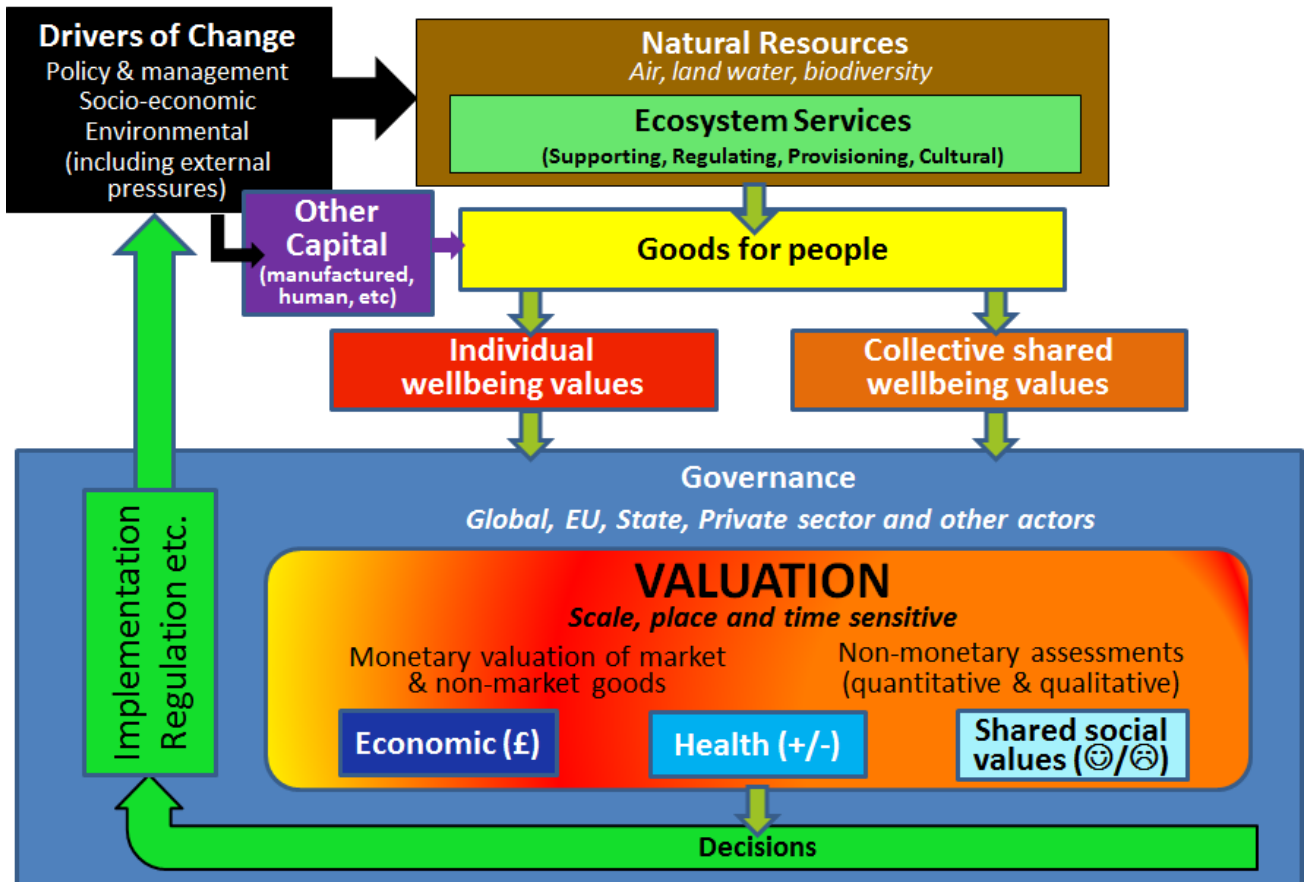 Drivers of Change
Policy & management
Socio-economic
Environmental
(including external
pressures)
Natural Resources
Air, land water, biodiversity
Ecosystem Services
(Supporting, Regulating, Provisioning, Cultural)
Other
Capital
(manufactured,
human, etc)
Goods for people
Individual
wellbeing values
Collective shared
wellbeing values
Governance
Global, EU, State, Private sector and other actors
Implementation
Regulation etc.
VALUATION
Scale, place and time sensitive
Monetary valuation of market
& non-market goods
Non-monetary assessments
(quantitative & qualitative)
Economic (£)
Health (+/-)
Shared social
values (☺/☹)
Decisions